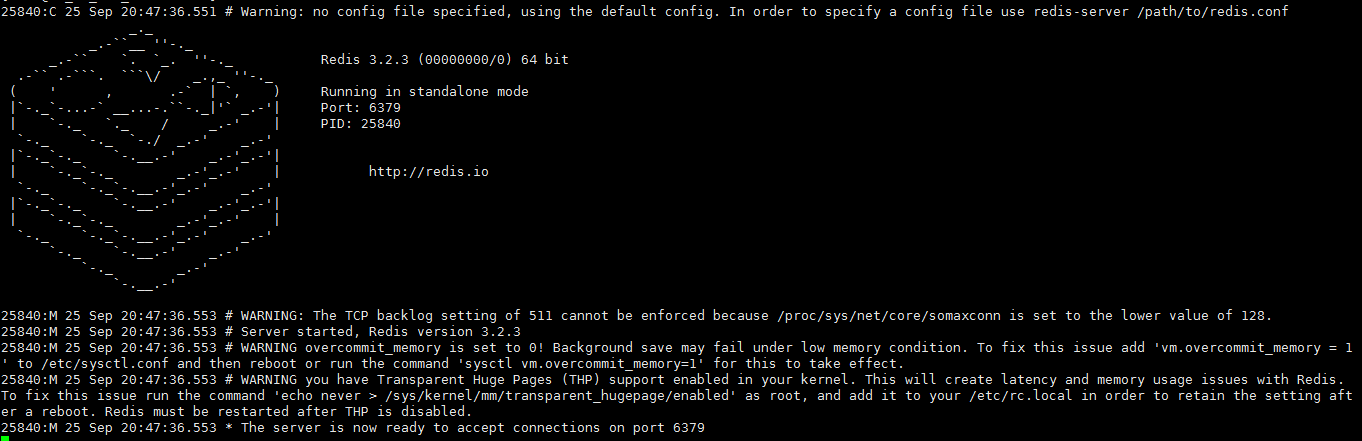 25840:C 25 Sep 20:47:36.551 # Warning: no config file specified, using the default config. In order to specify a config file use redis-server /path/to/redis.conf
Redis 3.2.3 (00000000/0) 64 bit
Running in standalone mode
Port: 6379
PID: 25840
http://redis.io
25840:M 25 Sep 20:47:36.553 # WARNING: The TCP backlog setting of 511 cannot be enforced because /proc/sys/net/core/somaxconn is set to the lower value of 128.
25840:M 25 Sep 20:47:36.553 # Server started, Redis version 3.2.3
25840:M 25 Sep 20:47:36.553 # WARNING overcommit_memory is set to 0! Background save may fail under low memory condition. To fix this issue add 'vm.overcommit_memory = 1
' to /etc/sysctl.conf and then reboot or run the command 'sysctl vm.overcommit_memory=1' for this to take effect.
25840:M 25 Sep 20:47:36.553 # WARNING you have Transparent Huge Pages (THP) support enabled in your kernel. This will create latency and memory usage issues with Redis.
To fix this issue run the command 'echo never > /sys/kernel/mm/transparent_hugepage/enabled' as root, and add it to your /etc/rc.local in order to retain the setting aft
er a reboot. Redis must be restarted after THP is disabled.
25840:M 25 Sep 20:47:36.553 * The server is now ready to accept connections on port 6379